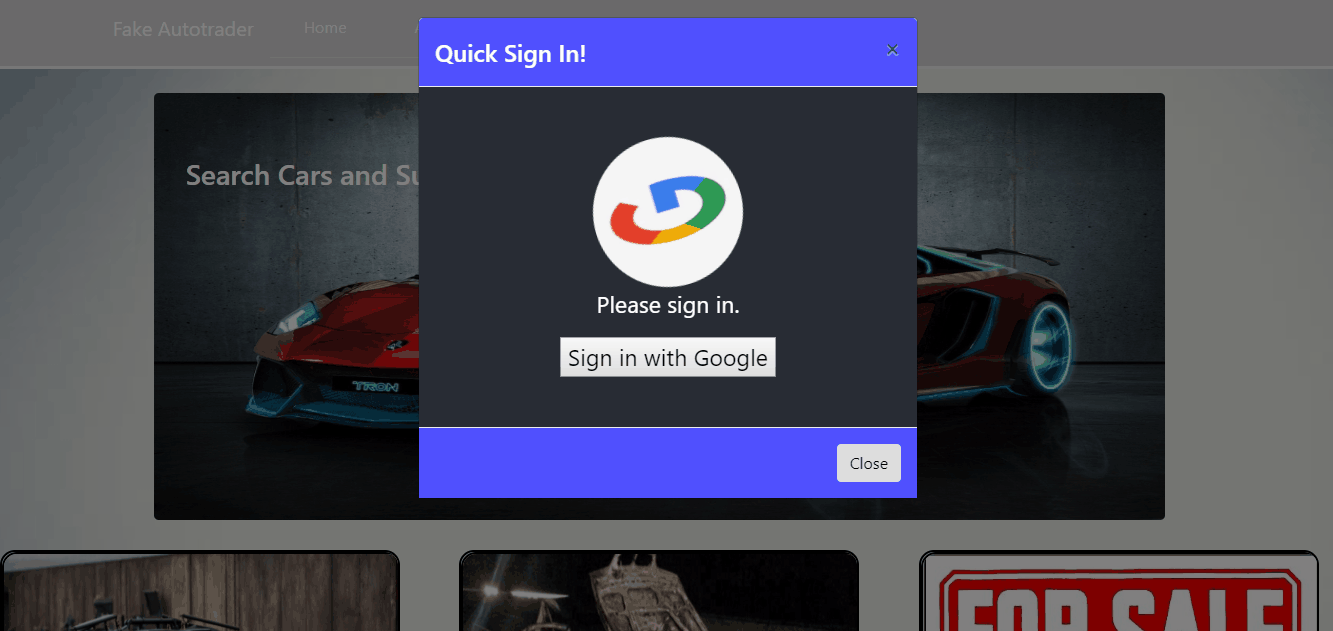 Fake Autotrader Home
Quick Sign In!
×
Search Cars and Su
Please sign in.
Sign in with Google
TRON
Close
FOR SALE